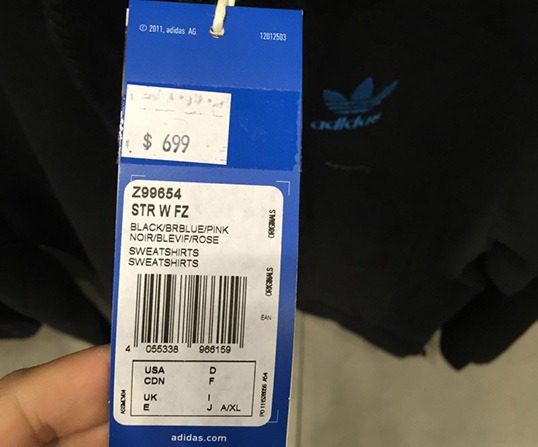 © 2011, adidas AG
12012503
adidas
$ 699
Z99654
STR W FZ
BLACK/BRBLUE/PINK
NOIR/BLEVIF/ROSE
SWEATSHIRTS
SWEATSHIRTS
ORIGINALS
ORIGINALS
EAN
4 055338 966159
USA D
CDN F
UK I
E J A/XL
adidas.com